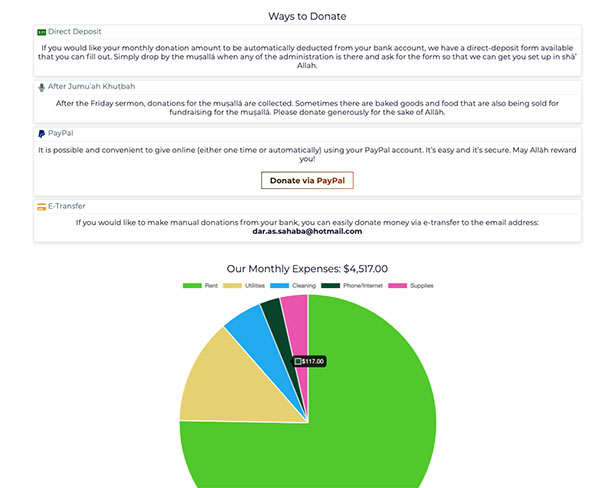 Ways to Donate
Direct Deposit
If you would like your monthly donation amount to be automatically deducted from your bank account, we have a direct-deposit form available
that you can fill out. Simply drop by the muṣallá when any of the administration is there and ask for the form so that we can get you set up in shāʾ
Allah.
After Jumuʿah Khuṭbah
After the Friday sermon, donations for the muṣallá are collected. Sometimes there are baked goods and food that are also being sold for
fundraising for the muṣallá. Please donate generously for the sake of Allāh.
PayPal
It is possible and convenient to give online (either one time or automatically) using your PayPal account. It's easy and it's secure. May Allāh reward
you!
Donate via PayPal
E-Transfer
If you would like to make manual donations from your bank, you can easily donate money via e-transfer to the email address:
dar.as.sahaba@hotmail.com
Our Monthly Expenses: $4,517.00
Rent Utilities Cleaning Phone/Internet Supplies
$117.00